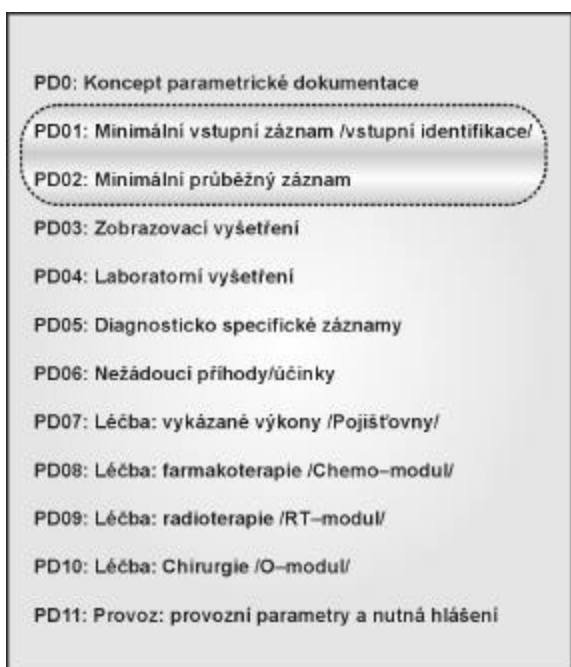 PD0: Koncept parametrické dokumentace
PD01: Minimální vstupní záznam /vstupní identifikace/
PD02: Minimální průběžný záznam
PD03: Zobrazovací vyšetření
PD04: Laboratorní vyšetření
PD05: Diagnosticko specifické záznamy
PD06: Nežádoucí příhody/účinky
PD07: Léčba: vykázané výkony /Pojišťovny/
PD08: Léčba: farmakoterapie /Chemo–modul/
PD09: Léčba: radioterapie /RT–modul/
PD10: Léčba: Chirurgie /O–modul/
PD11: Provoz: provozní parametry a nutná hlášení